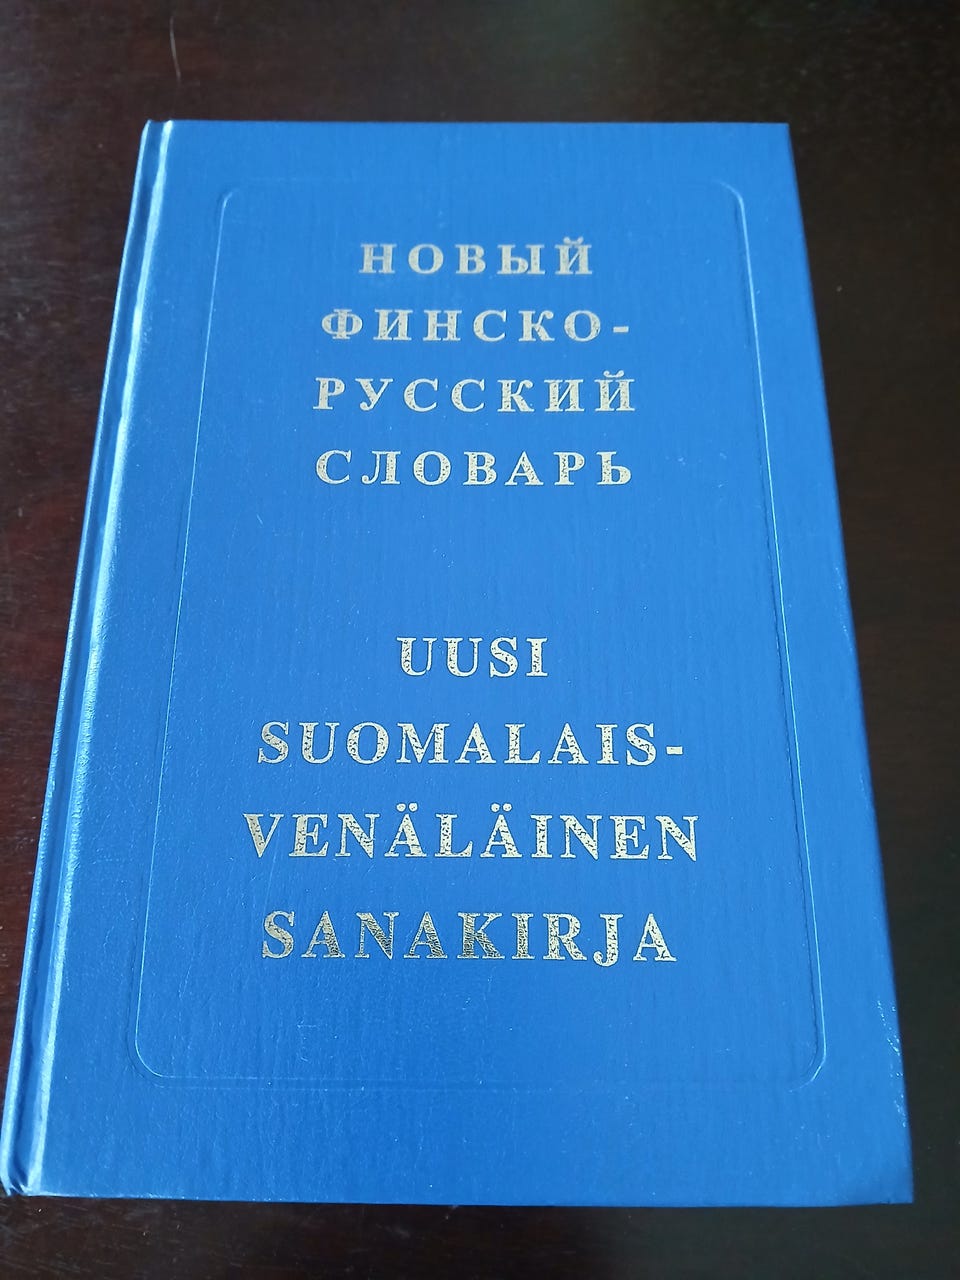 НОВЫЙ
ФИНСКО-
РУССКИЙ
СЛОВАРЬ
UUSI
SUOMALAIS-
VENÄLÄINEN
SANAKIRJA